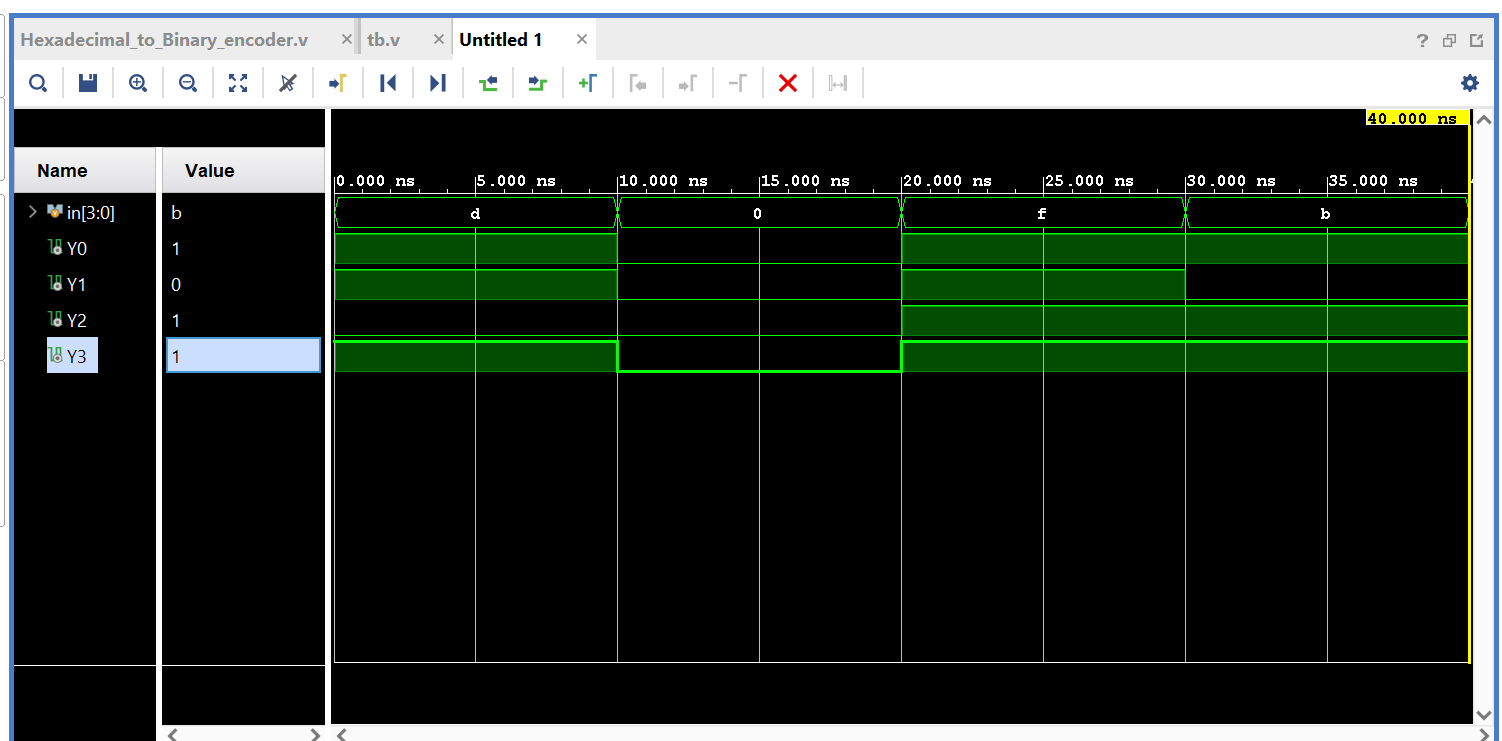 Hexadecimal_to_Binary_encoder.v × tb.v × Untitled 1 × ?
40.000 ns
Name Value 0.000 ns 5.000 ns 10.000 ns 15.000 ns 20.000 ns 25.000 ns 30.000 ns 35.000 ns
in[3:0] b d 0 f b
Y0 1
Y1 0
Y2 1
Y3 1